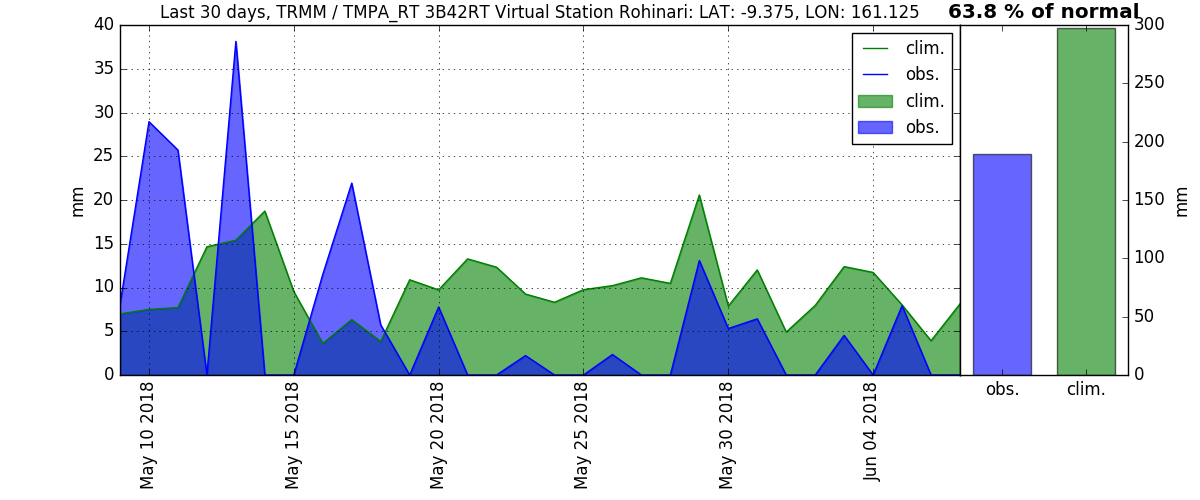 Last 30 days, TRMM / TMPA_RT 3B42RT Virtual Station Rohinari: LAT: -9.375, LON: 161.125
63.8 % of normal
40
35
30
25
20
15
10
5
0
mm
clim.
obs.
clim.
obs.
May 10 2018
May 15 2018
May 20 2018
May 25 2018
May 30 2018
Jun 04 2018
300
250
200
150
100
50
0
mm
obs.
clim.